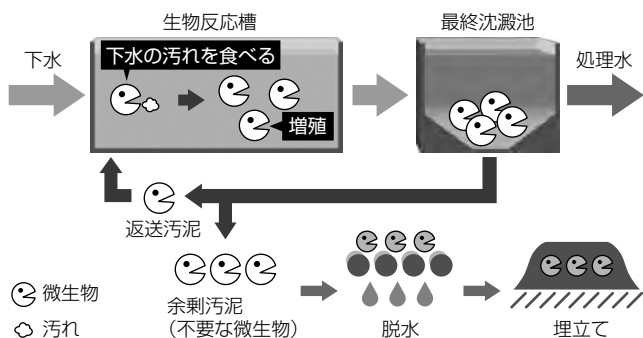 生物反応槽
最終沈澱池
下水
下水の汚れを食べる
処理水
増殖
返送汚泥
微生物
汚れ
余剰汚泥
(不要な微生物)
脱水
埋立て